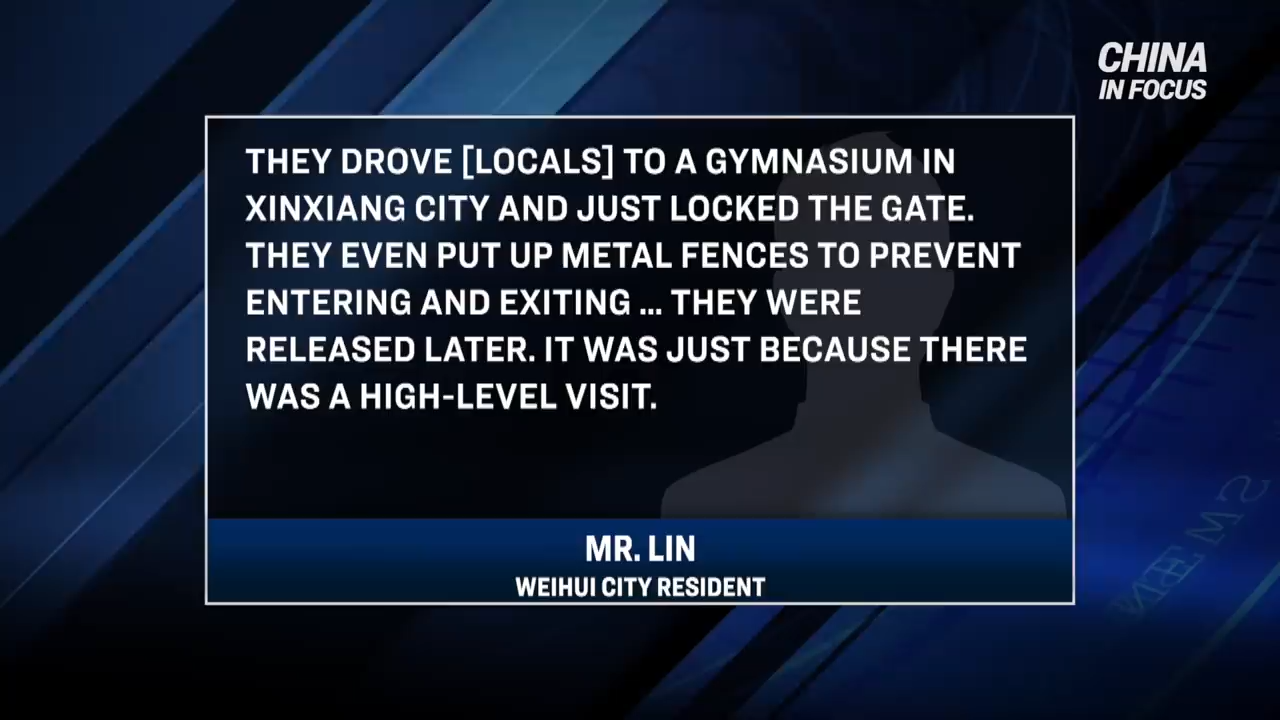 CHINA
IN FOCUS
THEY DROVE [LOCALS] TO A GYMNASIUM IN
XINXIANG CITY AND JUST LOCKED THE GATE.
THEY EVEN PUT UP METAL FENCES TO PREVENT
ENTERING AND EXITING ... THEY WERE
RELEASED LATER. IT WAS JUST BECAUSE THERE
WAS A HIGH-LEVEL VISIT.
MR. LIN
WEIHUI CITY RESIDENT